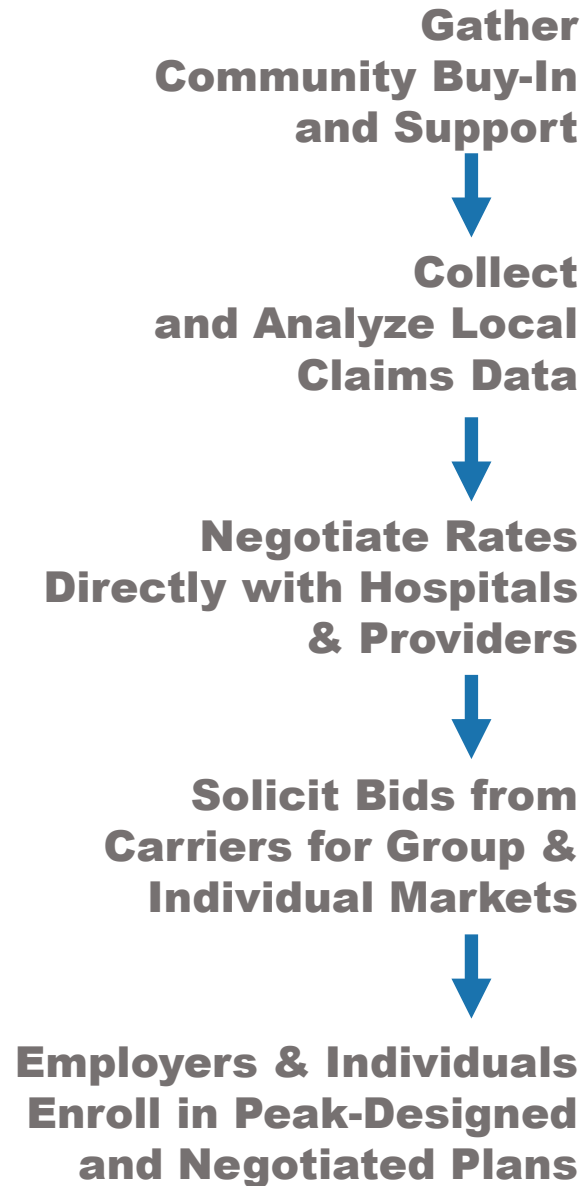 Gather
Community Buy-In
and Support
Collect
and Analyze Local
Claims Data
Negotiate Rates
Directly with Hospitals
& Providers
Solicit Bids from
Carriers for Group &
Individual Markets
Employers & Individuals
Enroll in Peak-Designed
and Negotiated Plans